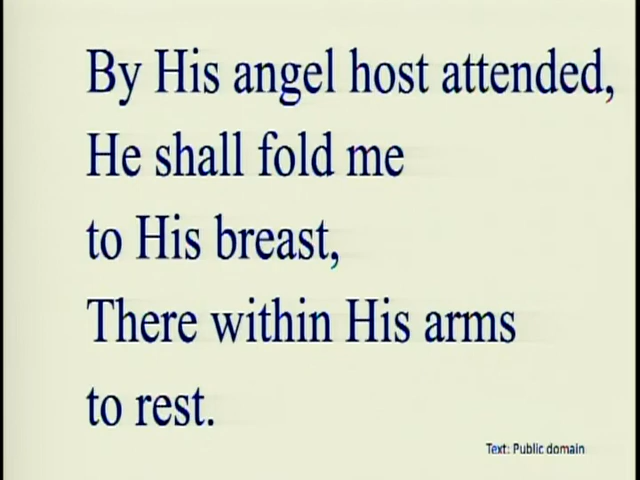 By His angel host attended,
He shall fold me
to His breast,
There within His arms
to rest.
Text: Public domain